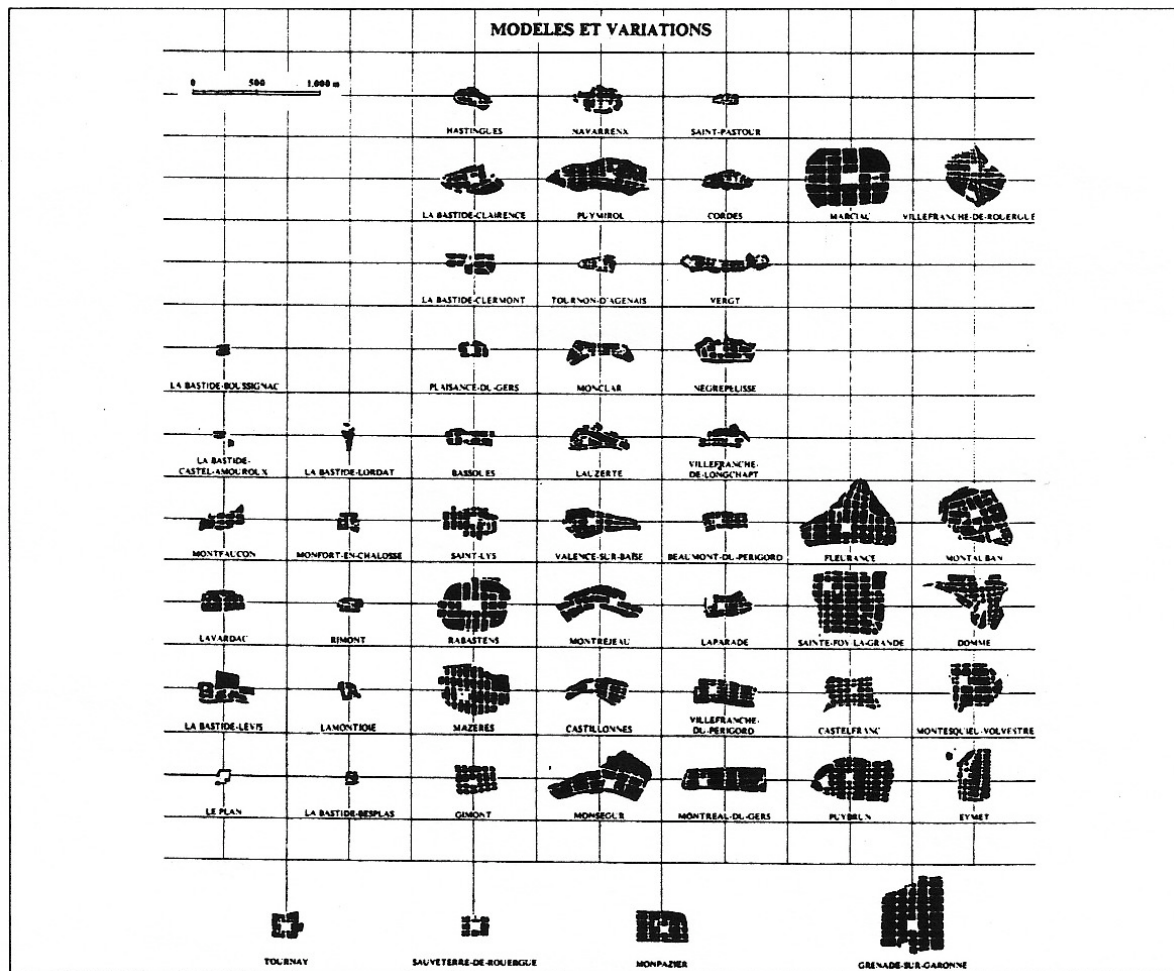 MODELES ET VARIATIONS
0 500 1.000 m
HASTINGUES NAVARRENX SAINT-PASTOUR
LA BASTIDE-CLAIRENCE PUYMIROL CORDES MARCIAC VILLEFRANCHE-DE-ROUERGUE
LA BASTIDE-CLERMONT TOURNON-D'AGENAIS VERGT
LA BASTIDE-BOUSSIGNAC PLAISANCE-DU-GERS MONCLAR NEGREPELISSE
LA BASTIDE-CASTEL-AMOUROUX LA BASTIDE-LORDAT BASSOUES LAUZERTE VILLEFRANCHE-DE-LONGCHAPT
MONTFAUCON MONFORT-EN-CHALOSSE SAINT-LYS VALENCE-SUR-BAÏSE BEAUMONT-DU-PERIGORD FLEURANCE MONTAUBAN
LAVARDAC RIMONT RABASTENS MONTREJEAU LAPARADE SAINTE-FOY-LA-GRANDE DOMME
LA BASTIDE-LEVIS LAMONTJOIE MAZERES CASTILLONNES VILLEFRANCHE-DU-PERIGORD CASTELFRANC MONTESQUIEU-VOLVESTRE
LE PLAN LA BASTIDE-BESPLAS GIMONT MONSEGUR MONTREAL-DU-GERS PUYBRUN EYMET
TOURNAY SAUVETERRE-DE-ROUERGUE MONPAZIER GRENADE-SUR-GARONNE